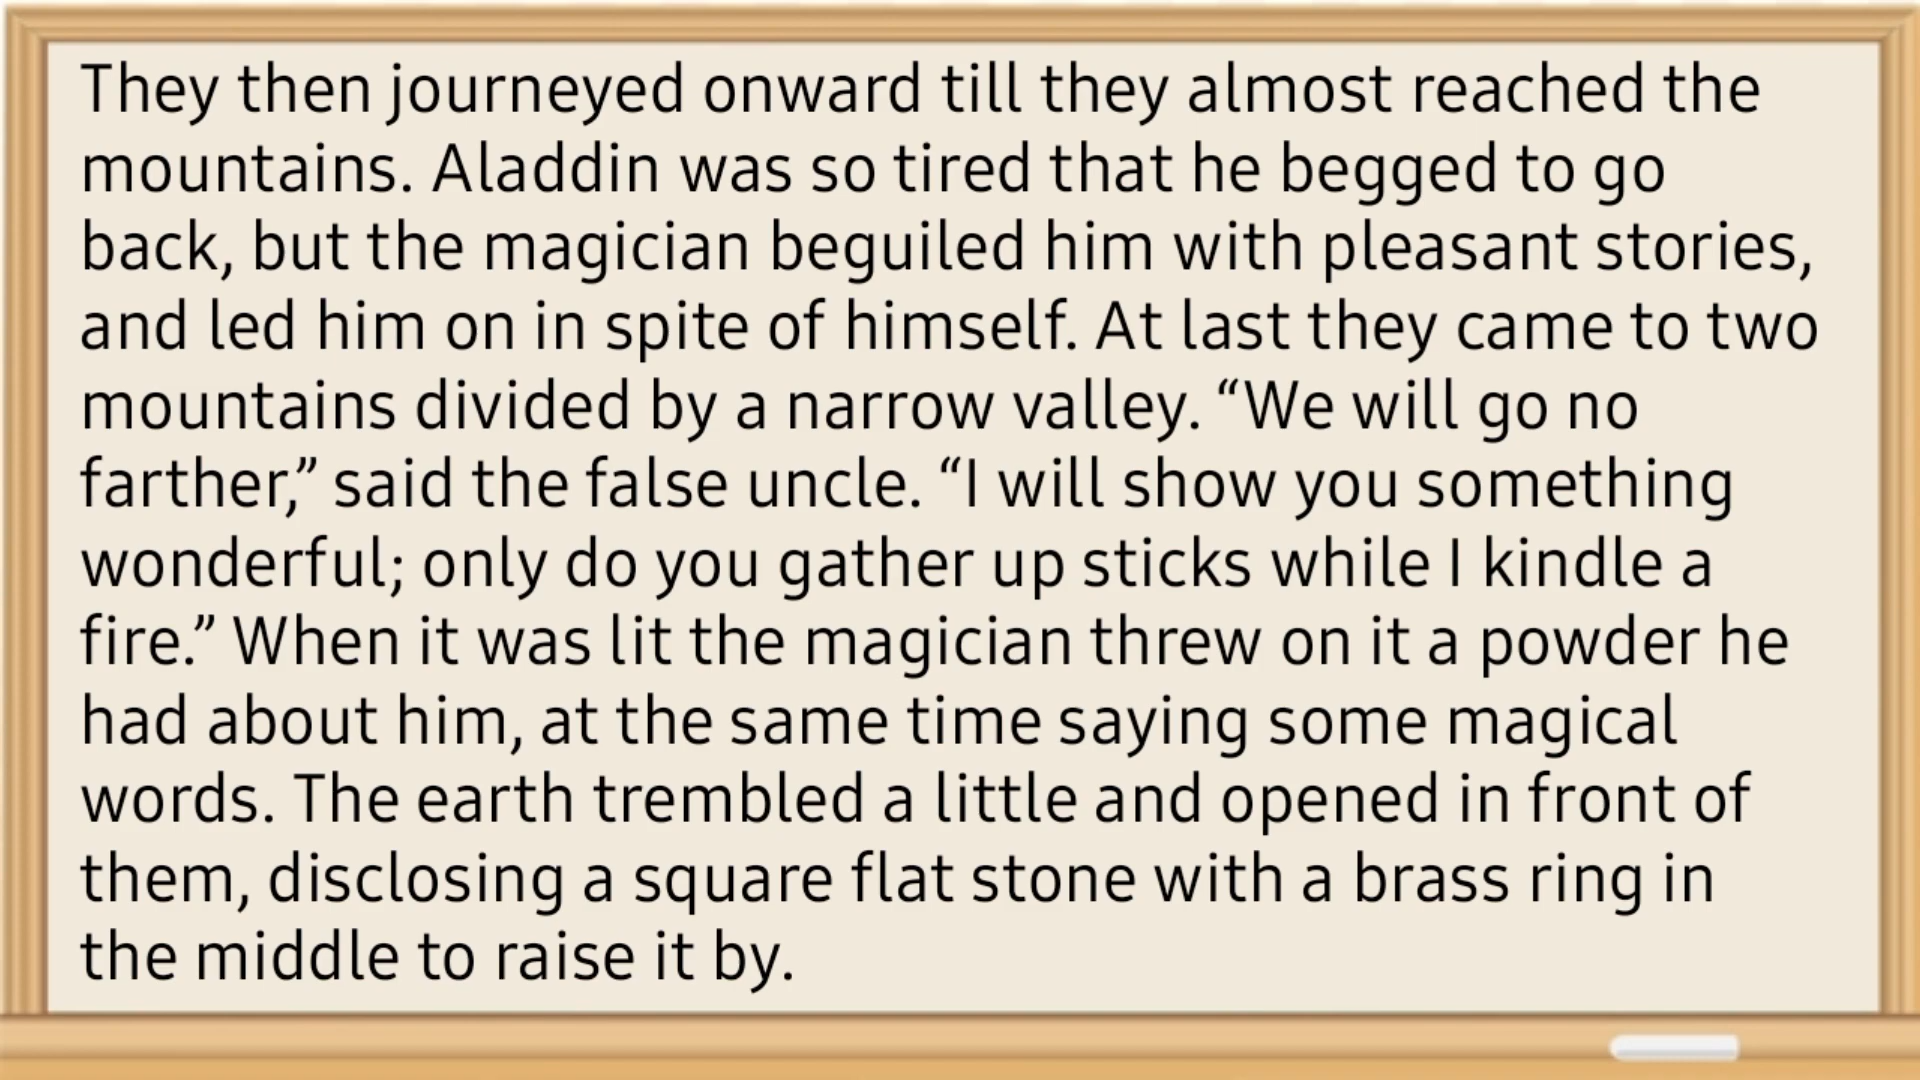 They then journeyed onward till they almost reached the
mountains. Aladdin was so tired that he begged to go
back, but the magician beguiled him with pleasant stories,
and led him on in spite of himself. At last they came to two
mountains divided by a narrow valley. “We will go no
farther,” said the false uncle. “I will show you something
wonderful; only do you gather up sticks while I kindle a
fire.” When it was lit the magician threw on it a powder he
had about him, at the same time saying some magical
words. The earth trembled a little and opened in front of
them, disclosing a square flat stone with a brass ring in
the middle to raise it by.